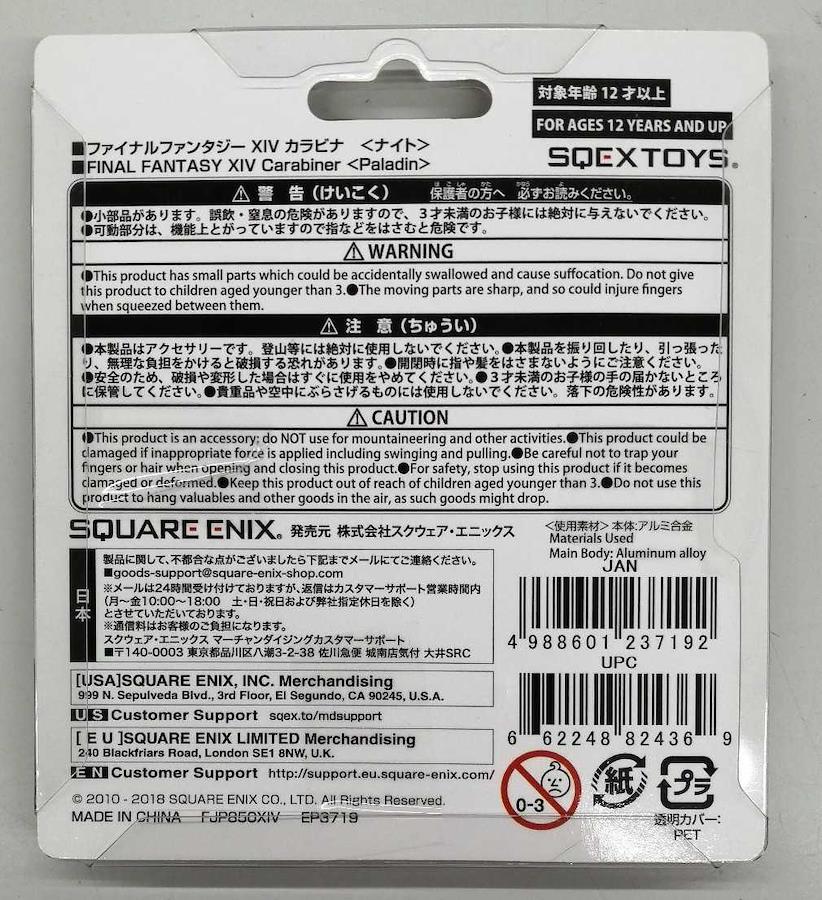 対象年齢 12 才以上
FOR AGES 12 YEARS AND UP
■ファイナルファンタジー XIV カラビナ <ナイト>
■FINAL FANTASY XIV Carabiner <Paladin>
SQEX TOYS®
⚠ 警 告(けいこく) 保護者の方へ 必ずお読みください。
●小部品があります。誤飲・窒息の危険がありますので、3才未満のお子様には絶対に与えないでください。
●可動部分は、機能上とがっていますので指などをはさむと危険です。
⚠ WARNING
●This product has small parts which could be accidentally swallowed and cause suffocation. Do not give
this product to children aged younger than 3.●The moving parts are sharp, and so could injure fingers
when squeezed between them.
⚠ 注 意(ちゅうい)
●本製品はアクセサリーです。登山等には絶対に使用しないでください。●本製品を振り回したり、引っ張った
り、無理な負担をかけると破損する恐れがあります。●開閉時に指や髪をはさまないようにご注意ください。
●安全のため、破損や変形した場合はすぐに使用をやめてください。●3才未満のお子様の手の届かないところ
に保管してください。●貴重品や空中にぶらさげるものには使用しないでください。落下の危険性があります。
⚠ CAUTION
●This product is an accessory; do NOT use for mountaineering and other activities.●This product could be
damaged if inappropriate force is applied including swinging and pulling.●Be careful not to trap your
fingers or hair when opening and closing this product.●For safety, stop using this product if it becomes
damaged or deformed.●Keep this product out of reach of children aged younger than 3.●Do not use this
product to hang valuables and other goods in the air, as such goods might drop.
SQUARE ENIX® 発売元 株式会社スクウェア・エニックス
<使用素材> 本体:アルミ合金
Materials Used
Main Body: Aluminum alloy
日本
製品に関して、不都合な点がございましたら下記までメールにてご連絡ください。
■goods-support@square-enix-shop.com
※メールは24時間受け付けておりますが、返信はカスタマーサポート営業時間内
(月~金10:00~18:00 土・日・祝日および弊社指定休日を除く)
とさせていただいております。
※通信料はお客様のご負担になります。
スクウェア・エニックス マーチャンダイジングカスタマーサポート
■〒140-0003 東京都品川区八潮3-2-38 佐川急便 城南店気付 大井SRC
JAN
4 988601 237192
UPC
6 62248 82436 9
[USA]SQUARE ENIX, INC. Merchandising
999 N. Sepulveda Blvd., 3rd Floor, El Segundo, CA 90245, U.S.A.
US Customer Support sqex.to/mdsupport
[ E U ]SQUARE ENIX LIMITED Merchandising
240 Blackfriars Road, London SE1 8NW, U.K.
EN Customer Support http://support.eu.square-enix.com/
0-3
紙
プラ
透明カバー:
PET
© 2010 - 2018 SQUARE ENIX CO., LTD. All Rights Reserved.
MADE IN CHINA FJP850XIV EP3719